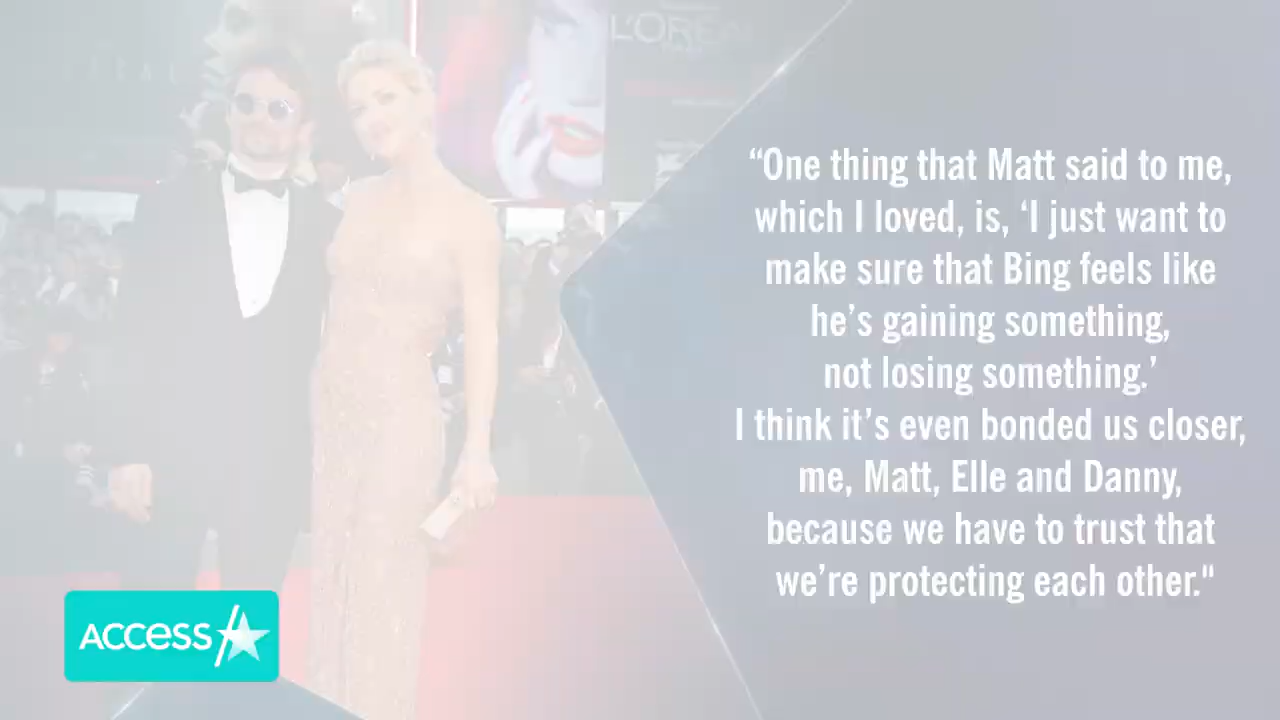 L'ORÉAL
“One thing that Matt said to me,
which I loved, is, ‘I just want to
make sure that Bing feels like
he’s gaining something,
not losing something.’
I think it’s even bonded us closer,
me, Matt, Elle and Danny,
because we have to trust that
we’re protecting each other."
ACCESS